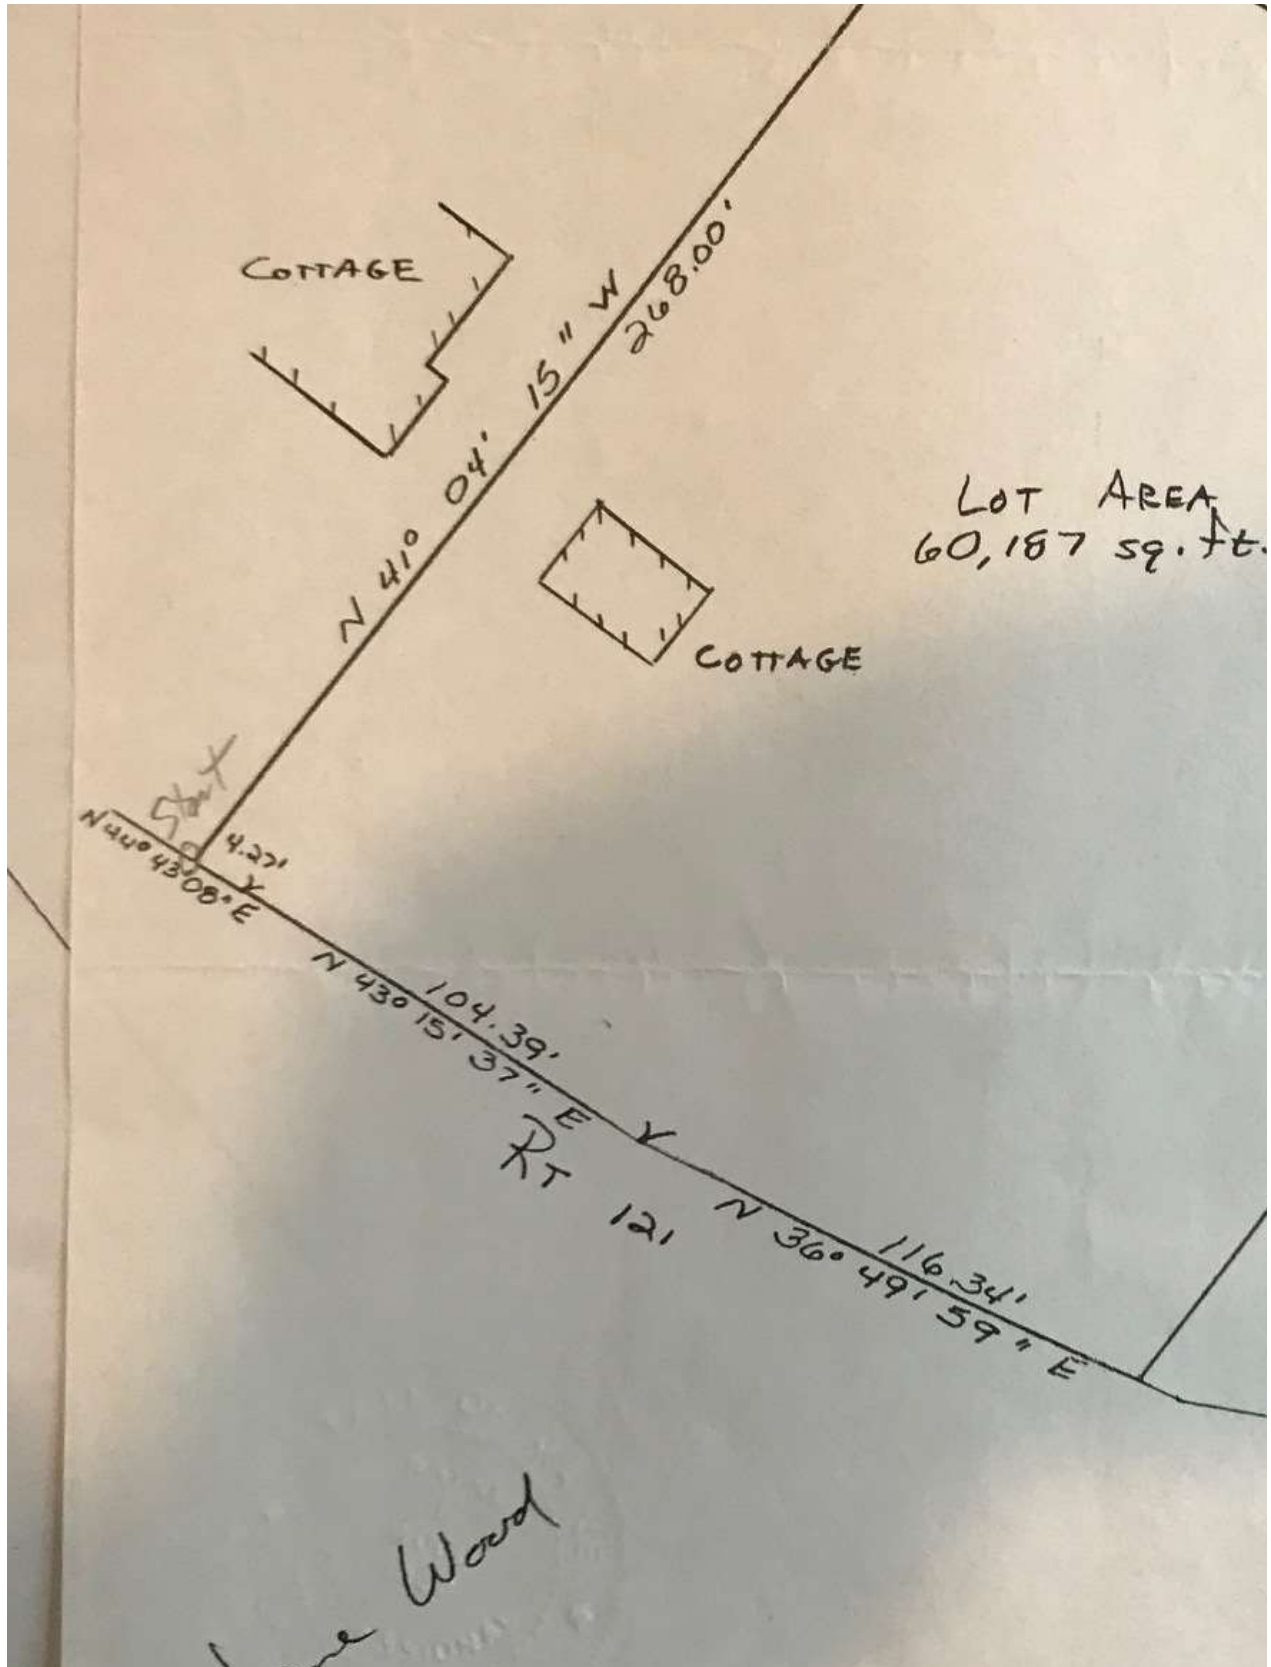 COTTAGE
N 41° 04' 15" W
268.00'
LOT AREA
60,187 sq. ft.
COTTAGE
Start
4.27'
N 44° 43' 08" E
104.39'
N 43° 15' 37" E
RT 121
116.34'
N 36° 49' 59" E
Wood